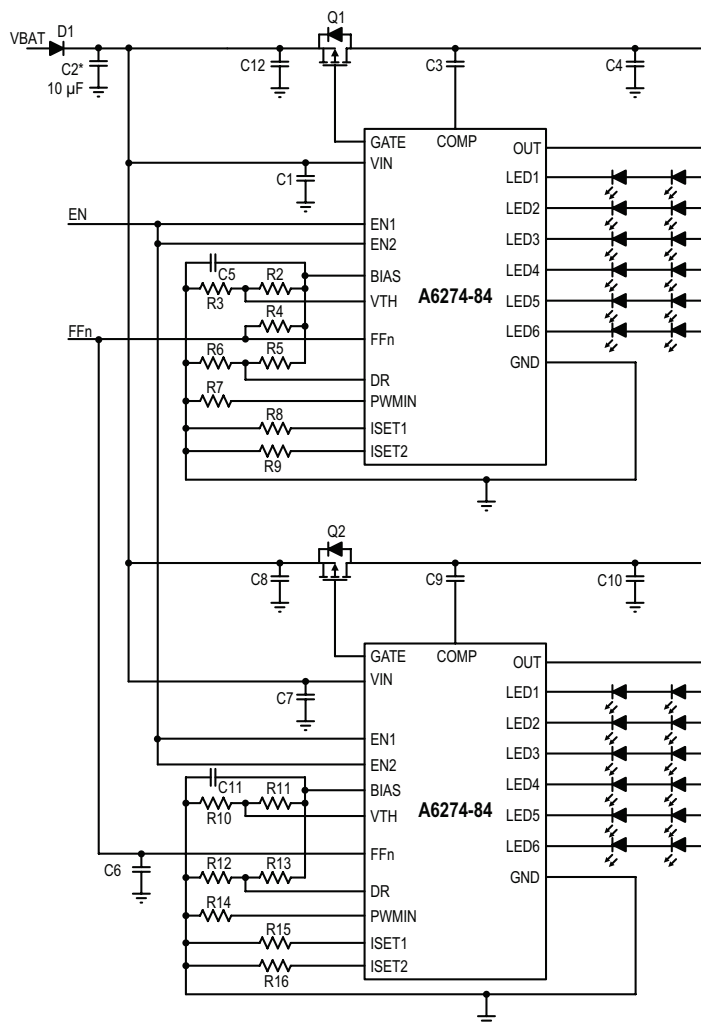 Q1
VBAT
D1
C2*
10 µF
C12
C3
C4
GATE
COMP
VIN
OUT
C1
LED1
EN
EN1
LED2
EN2
LED3
C5
R2
BIAS
A6274-84
LED4
R3
VTH
R4
LED5
FFn
FFn
LED6
R6
R5
GND
DR
R7
PWMIN
R8
ISET1
R9
ISET2
Q2
C8
C9
C10
GATE
COMP
VIN
OUT
C7
LED1
EN1
LED2
EN2
LED3
C11
R11
BIAS
A6274-84
LED4
R10
VTH
LED5
FFn
LED6
C6
R12
R13
GND
DR
R14
PWMIN
R15
ISET1
R16
ISET2